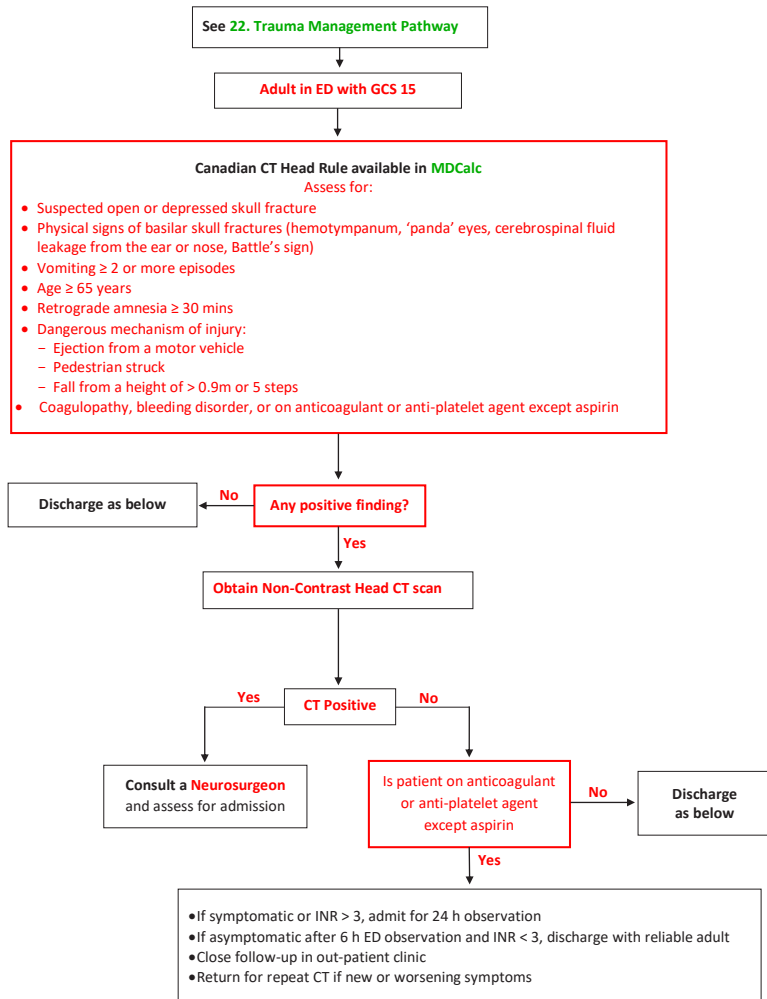 See 22. Trauma Management Pathway
Adult in ED with GCS 15
Canadian CT Head Rule available in MDCalc
Assess for:
• Suspected open or depressed skull fracture
• Physical signs of basilar skull fractures (hemotympanum, ‘panda’ eyes, cerebrospinal fluid
leakage from the ear or nose, Battle’s sign)
• Vomiting ≥ 2 or more episodes
• Age ≥ 65 years
• Retrograde amnesia ≥ 30 mins
• Dangerous mechanism of injury:
− Ejection from a motor vehicle
− Pedestrian struck
− Fall from a height of > 0.9m or 5 steps
• Coagulopathy, bleeding disorder, or on anticoagulant or anti-platelet agent except aspirin
Discharge as below
No
Any positive finding?
Yes
Obtain Non-Contrast Head CT scan
Yes
CT Positive
No
Consult a Neurosurgeon
and assess for admission
Is patient on anticoagulant
or anti-platelet agent
except aspirin
No
Discharge
as below
Yes
•If symptomatic or INR > 3, admit for 24 h observation
•If asymptomatic after 6 h ED observation and INR < 3, discharge with reliable adult
•Close follow-up in out-patient clinic
•Return for repeat CT if new or worsening symptoms